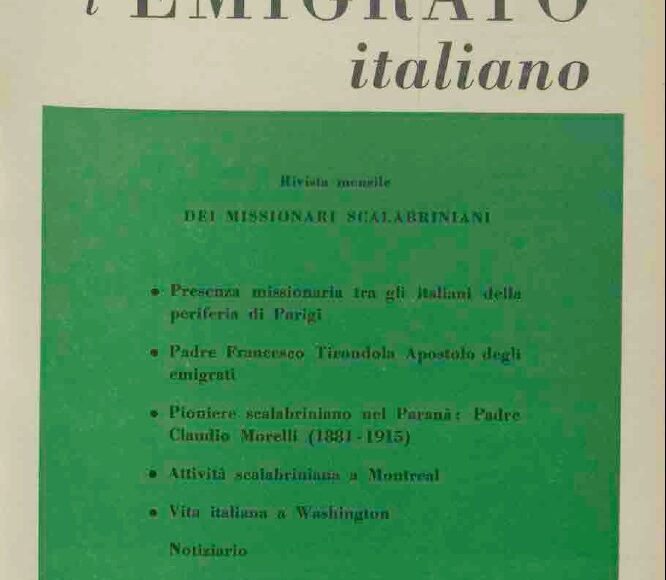 l'EMIGRATO
italiano
Rivista mensile
DEI MISSIONARI SCALABRINIANI
• Presenza missionaria tra gli italiani della
periferia di Parigi
• Padre Francesco Tirondola Apostolo degli
emigrati
• Pioniere scalabriniano nel Paranà: Padre
Claudio Morelli (1881-1915)
• Attività scalabriniana a Montreal
• Vita italiana a Washington
Notiziario